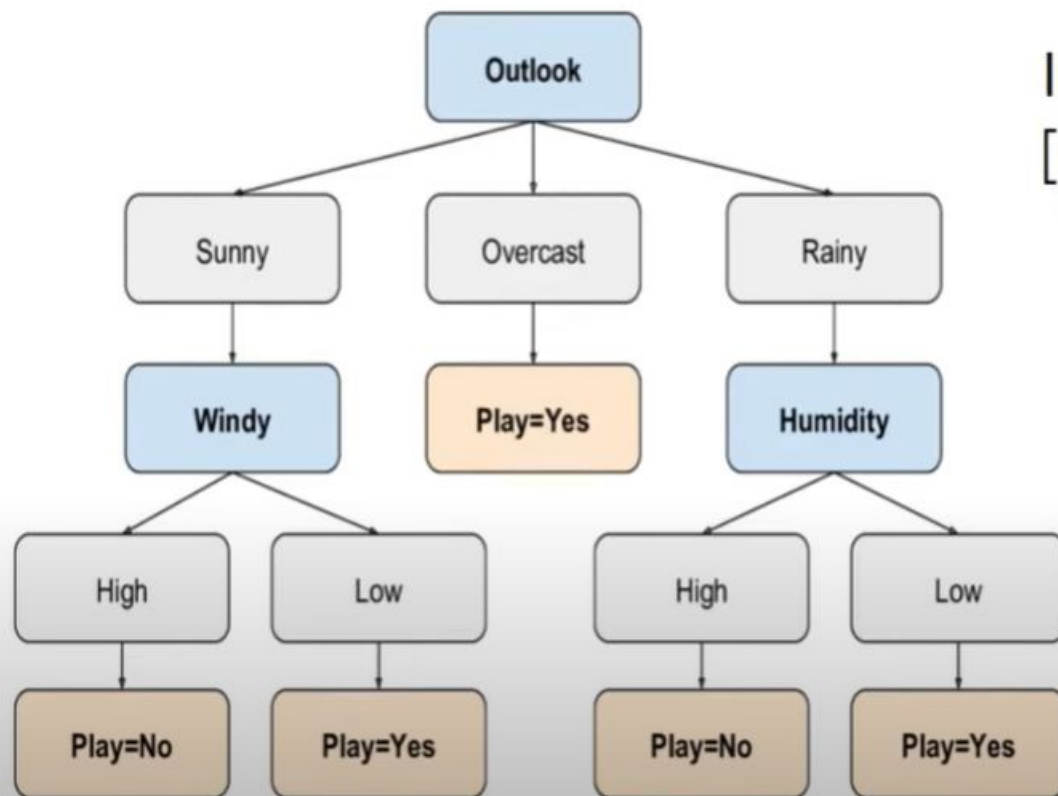 Outlook
Sunny
Overcast
Rainy
Windy
Play=Yes
Humidity
High
Low
High
Low
Play=No
Play=Yes
Play=No
Play=Yes
[